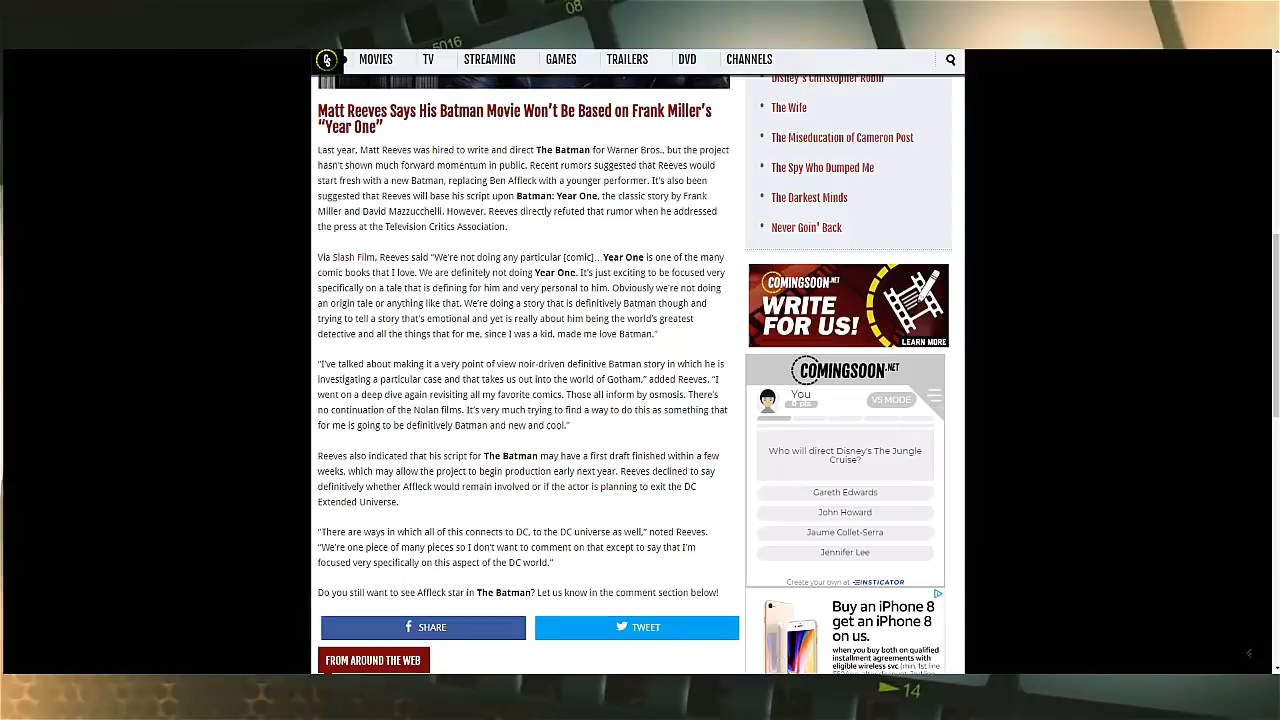 08
5016
MOVIES TV STREAMING GAMES TRAILERS DVD CHANNELS
Matt Reeves Says His Batman Movie Won't Be Based on Frank Miller's
“Year One”
Last year, Matt Reeves was hired to write and direct The Batman for Warner Bros., but the project
hasn't shown much forward momentum in public. Recent rumors suggested that Reeves would
start fresh with a new Batman, replacing Ben Affleck with a younger performer. It's also been
suggested that Reeves will base his script upon Batman: Year One, the classic story by Frank
Miller and David Mazzucchelli. However, Reeves directly refuted that rumor when he addressed
the press at the Television Critics Association.
Via Slash Film, Reeves said “We're not doing any particular [comic]…Year One is one of the many
comic books that I love. We are definitely not doing Year One. It's just exciting to be focused very
specifically on a tale that is defining for him and very personal to him. Obviously we're not doing
an origin tale or anything like that. We're doing a story that is definitively Batman though and
trying to tell a story that's emotional and yet is really about him being the world's greatest
detective and all the things that for me, since I was a kid, made me love Batman.”
“I've talked about making it a very point of view noir-driven definitive Batman story in which he is
investigating a particular case and that takes us out into the world of Gotham,” added Reeves. “I
went on a deep dive again revisiting all my favorite comics. Those all inform by osmosis. There's
no continuation of the Nolan films. It's very much trying to find a way to do this as something that
for me is going to be definitively Batman and new and cool.”
Reeves also indicated that his script for The Batman may have a first draft finished within a few
weeks, which may allow the project to begin production early next year. Reeves declined to say
definitively whether Affleck would remain involved or if the actor is planning to exit the DC
Extended Universe.
“There are ways in which all of this connects to DC, to the DC universe as well,” noted Reeves.
“We're one piece of many pieces so I don't want to comment on that except to say that I'm
focused very specifically on this aspect of the DC world.”
Do you still want to see Affleck star in The Batman? Let us know in the comment section below!
SHARE
TWEET
FROM AROUND THE WEB
Disney's Christopher Robin
The Wife
The Miseducation of Cameron Post
The Spy Who Dumped Me
The Darkest Minds
Never Goin' Back
COMINGSOON.NET
WRITE
FOR US!
LEARN MORE
COMINGSOON.NET
You
VS MODE
Who will direct Disney's The Jungle
Cruise?
Gareth Edwards
John Howard
Jaume Collet-Serra
Jennifer Lee
Create your own at INSTICATOR
Buy an iPhone 8
get an iPhone 8
on us.
when you buy both on qualified
installment agreements with
eligible wireless svc (min. 1st line
14